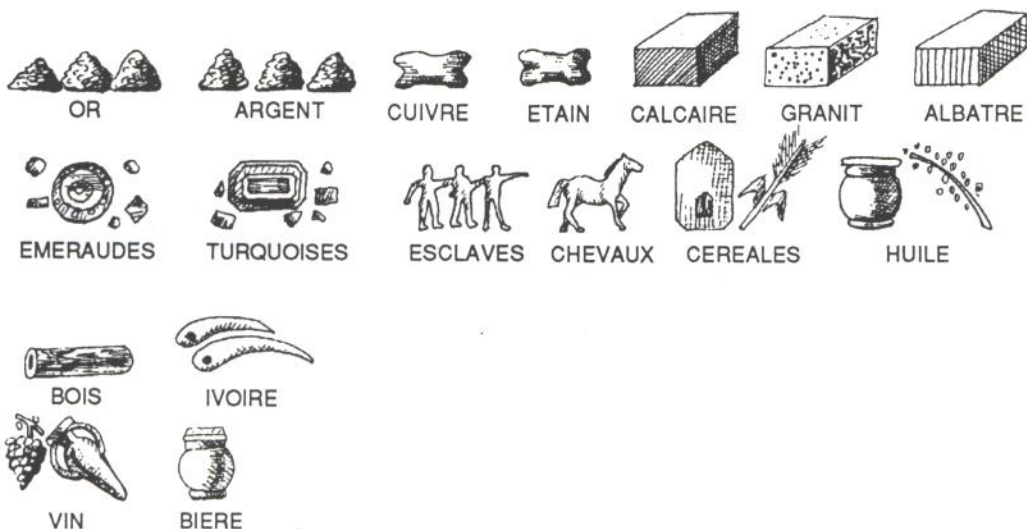 OR ARGENT CUIVRE ETAIN CALCAIRE GRANIT ALBATRE
EMERAUDES TURQUOISES ESCLAVES CHEVAUX CEREALES HUILE
BOIS IVOIRE
VIN BIERE